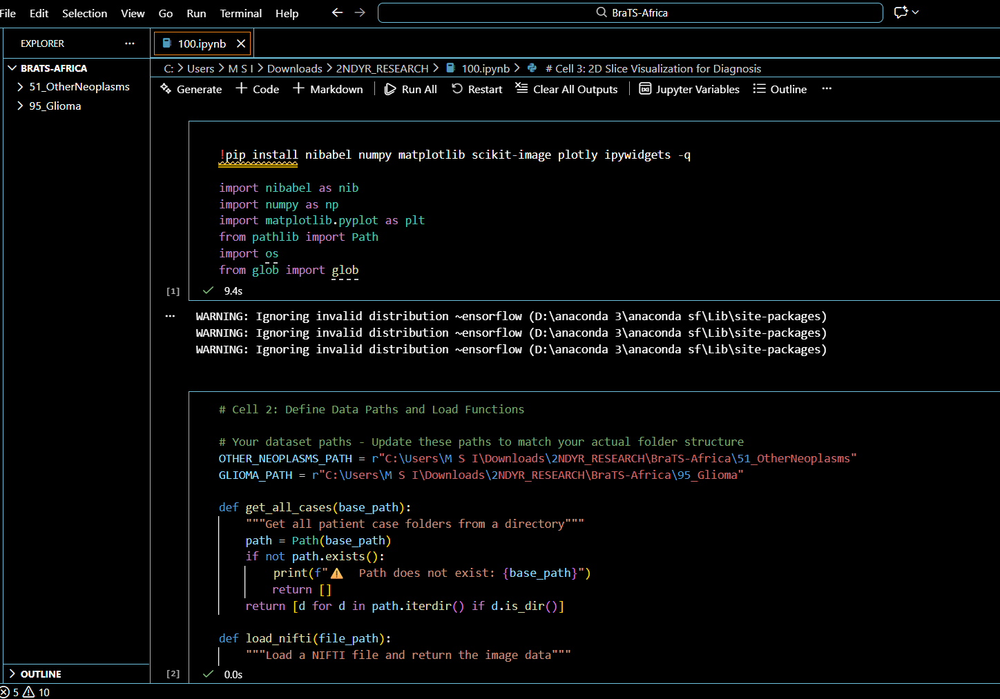 File Edit Selection View Go Run Terminal Help
BraTS-Africa
EXPLORER
100.ipynb
BRATS-AFRICA
51_OtherNeoplasms
95_Glioma
C: > Users > M S I > Downloads > 2NDYR_RESEARCH > 100.ipynb > # Cell 3: 2D Slice Visualization for Diagnosis
Generate + Code + Markdown | Run All Restart Clear All Outputs | Jupyter Variables Outline ...
!pip install nibabel numpy matplotlib scikit-image plotly ipywidgets -q
import nibabel as nib
import numpy as np
import matplotlib.pyplot as plt
from pathlib import Path
import os
from glob import glob
[1] ✓ 9.4s
WARNING: Ignoring invalid distribution ~ensorflow (D:\anaconda 3\anaconda sf\Lib\site-packages)
WARNING: Ignoring invalid distribution ~ensorflow (D:\anaconda 3\anaconda sf\Lib\site-packages)
WARNING: Ignoring invalid distribution ~ensorflow (D:\anaconda 3\anaconda sf\Lib\site-packages)
# Cell 2: Define Data Paths and Load Functions
# Your dataset paths - Update these paths to match your actual folder structure
OTHER_NEOPLASMS_PATH = r"C:\Users\M S I\Downloads\2NDYR_RESEARCH\BraTS-Africa\51_OtherNeoplasms"
GLIOMA_PATH = r"C:\Users\M S I\Downloads\2NDYR_RESEARCH\BraTS-Africa\95_Glioma"
def get_all_cases(base_path):
    """Get all patient case folders from a directory"""
    path = Path(base_path)
    if not path.exists():
        print(f"⚠️ Path does not exist: {base_path}")
        return []
    return [d for d in path.iterdir() if d.is_dir()]
def load_nifti(file_path):
    """Load a NIFTI file and return the image data"""
[2] ✓ 0.0s
OUTLINE
5 10